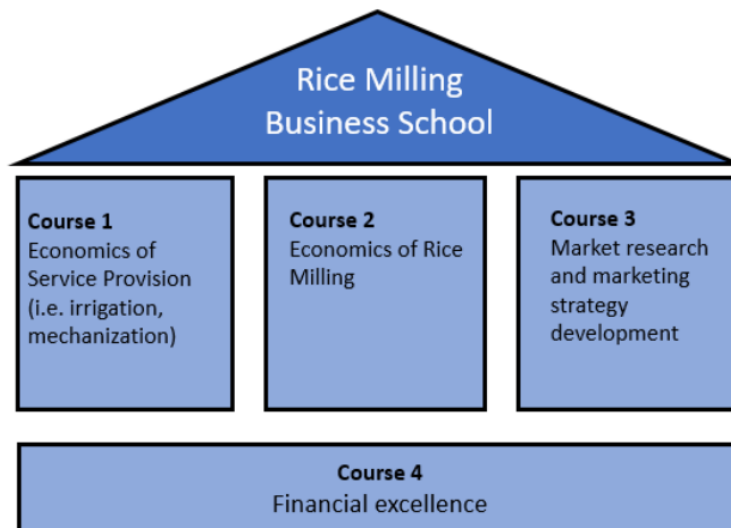 Rice Milling
Business School
Course 1
Economics of
Service Provision
(i.e. irrigation,
mechanization)
Course 2
Economics of Rice
Milling
Course 3
Market research
and marketing
strategy
development
Course 4
Financial excellence